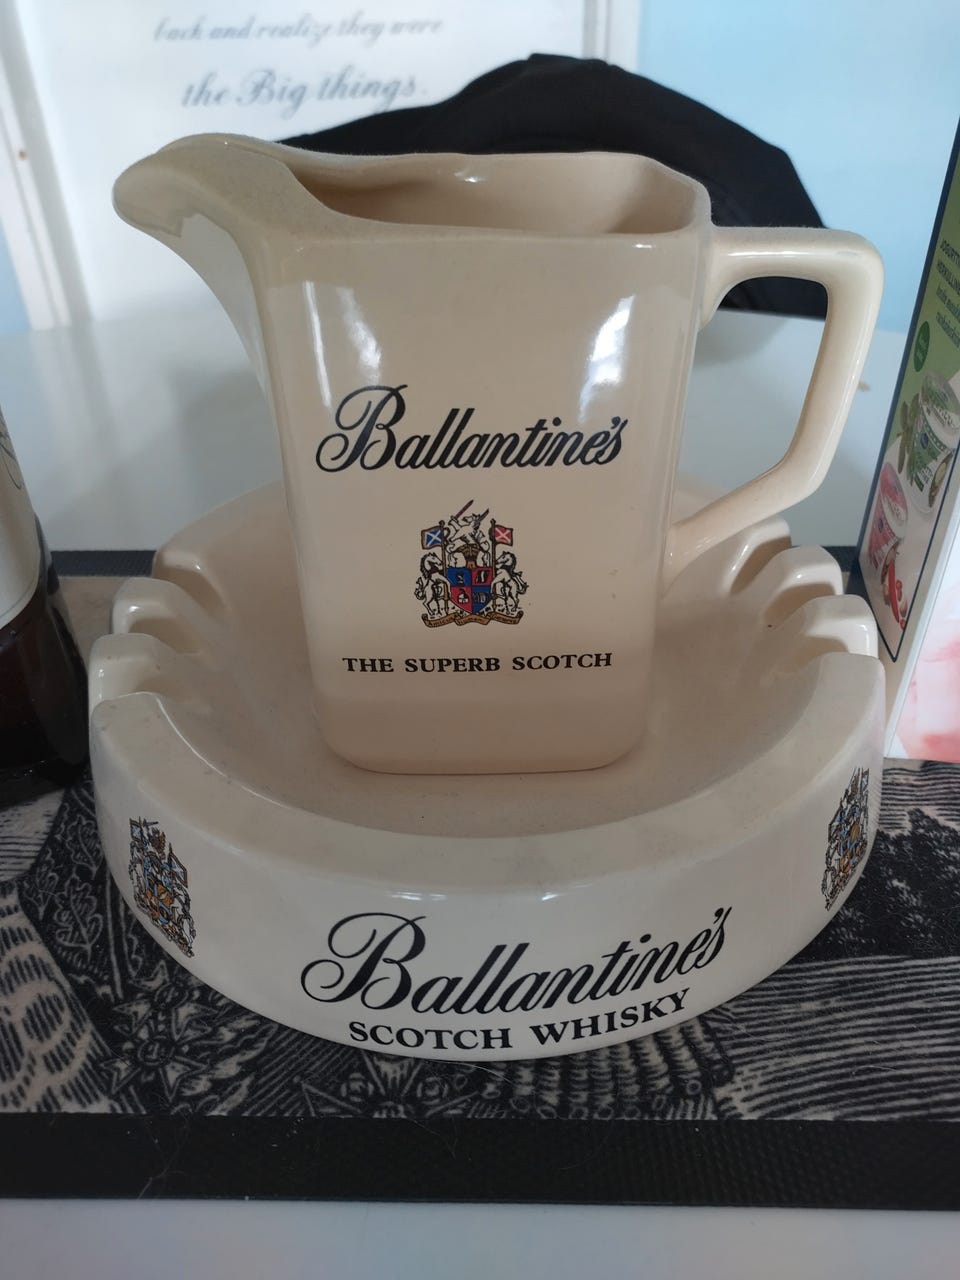 back and realize they were
the Big things.
Ballantine's
THE SUPERB SCOTCH
Ballantine's
SCOTCH WHISKY